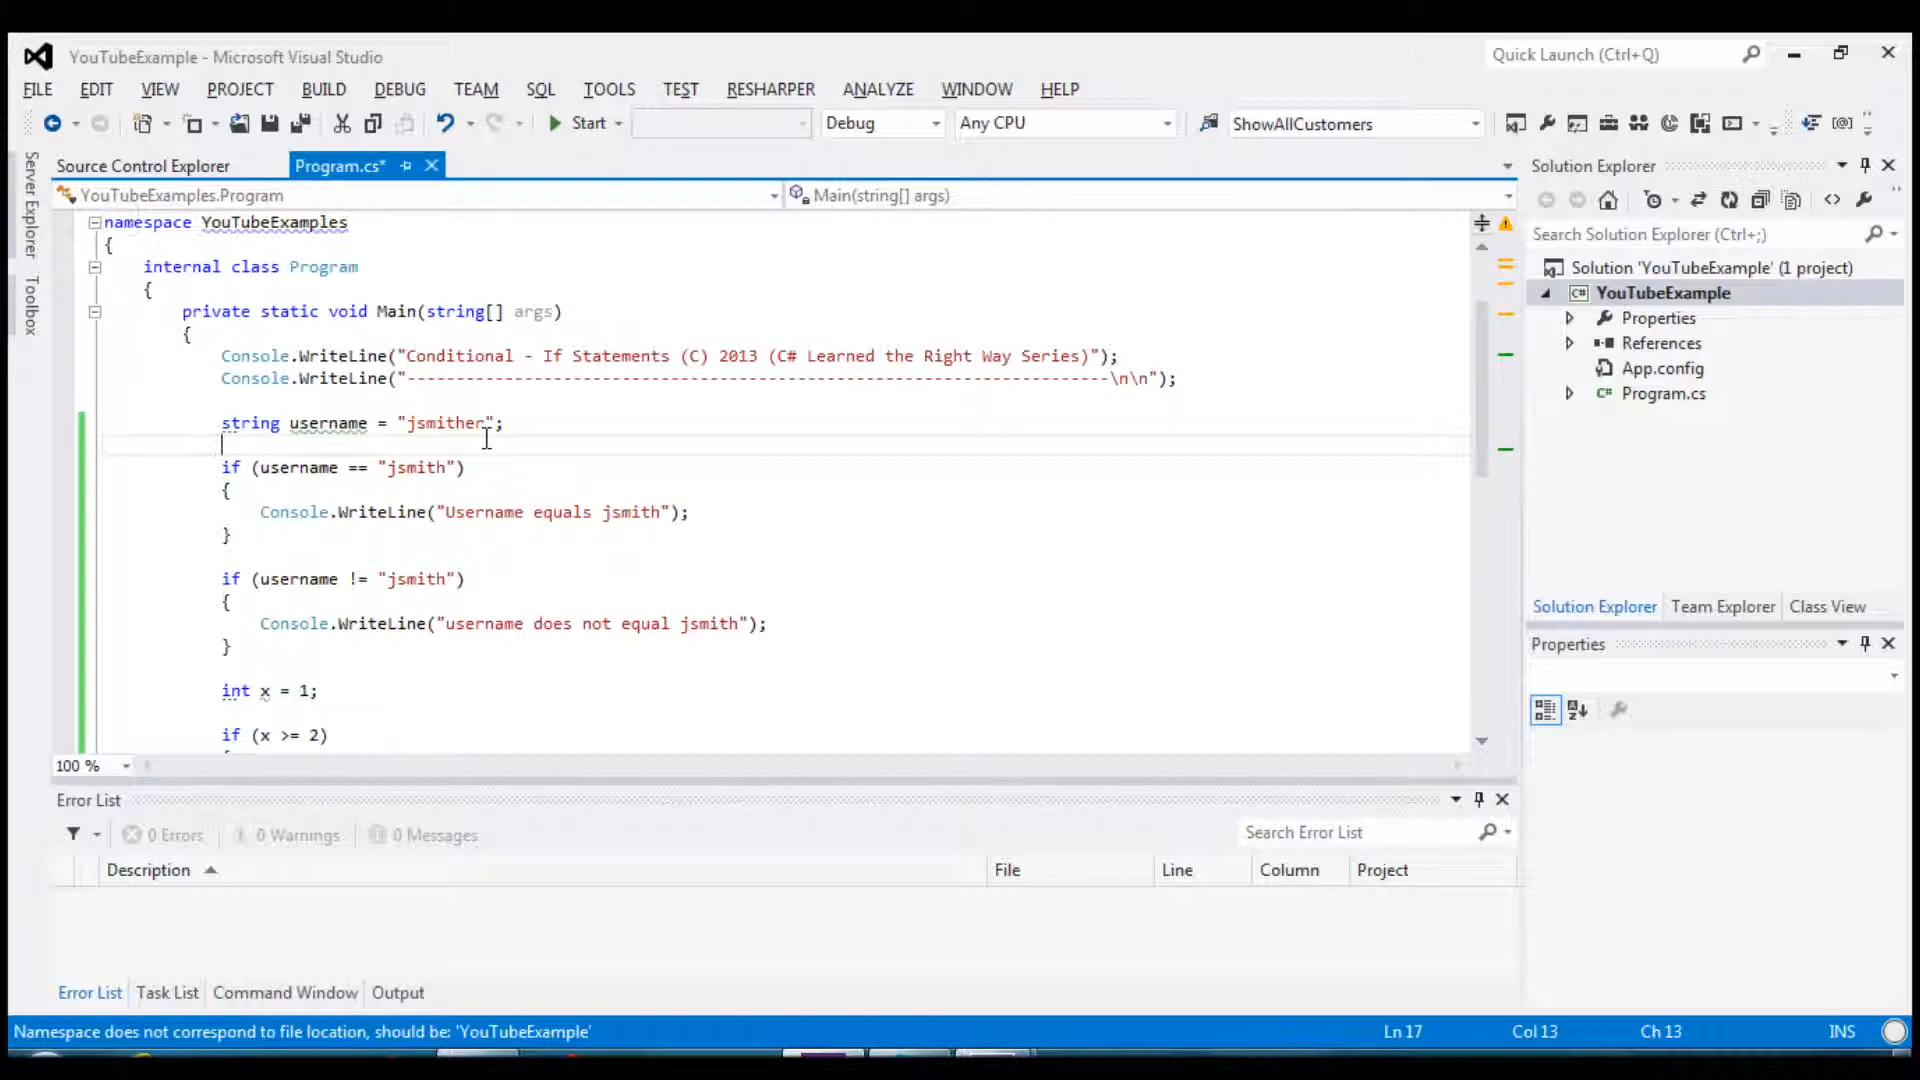 YouTubeExample - Microsoft Visual Studio
Quick Launch (Ctrl+Q)
FILE EDIT VIEW PROJECT BUILD DEBUG TEAM SQL TOOLS TEST RESHARPER ANALYZE WINDOW HELP
Start Debug Any CPU ShowAllCustomers
Server Explorer
Toolbox
Source Control Explorer Program.cs*
YouTubeExamples.Program Main(string[] args)
namespace YouTubeExamples
{
internal class Program
{
private static void Main(string[] args)
{
Console.WriteLine("Conditional - If Statements (C) 2013 (C# Learned the Right Way Series)");
Console.WriteLine("------------------------------------------------------------------------\n\n");
string username = "jsmither";
if (username == "jsmith")
{
Console.WriteLine("Username equals jsmith");
}
if (username != "jsmith")
{
Console.WriteLine("username does not equal jsmith");
}
int x = 1;
if (x >= 2)
100 %
Solution Explorer
Search Solution Explorer (Ctrl+;)
Solution 'YouTubeExample' (1 project)
C# YouTubeExample
Properties
References
App.config
C# Program.cs
Solution Explorer Team Explorer Class View
Properties
Error List
0 Errors 0 Warnings 0 Messages
Search Error List
Description File Line Column Project
Error List Task List Command Window Output
Namespace does not correspond to file location, should be: 'YouTubeExample' Ln 17 Col 13 Ch 13 INS